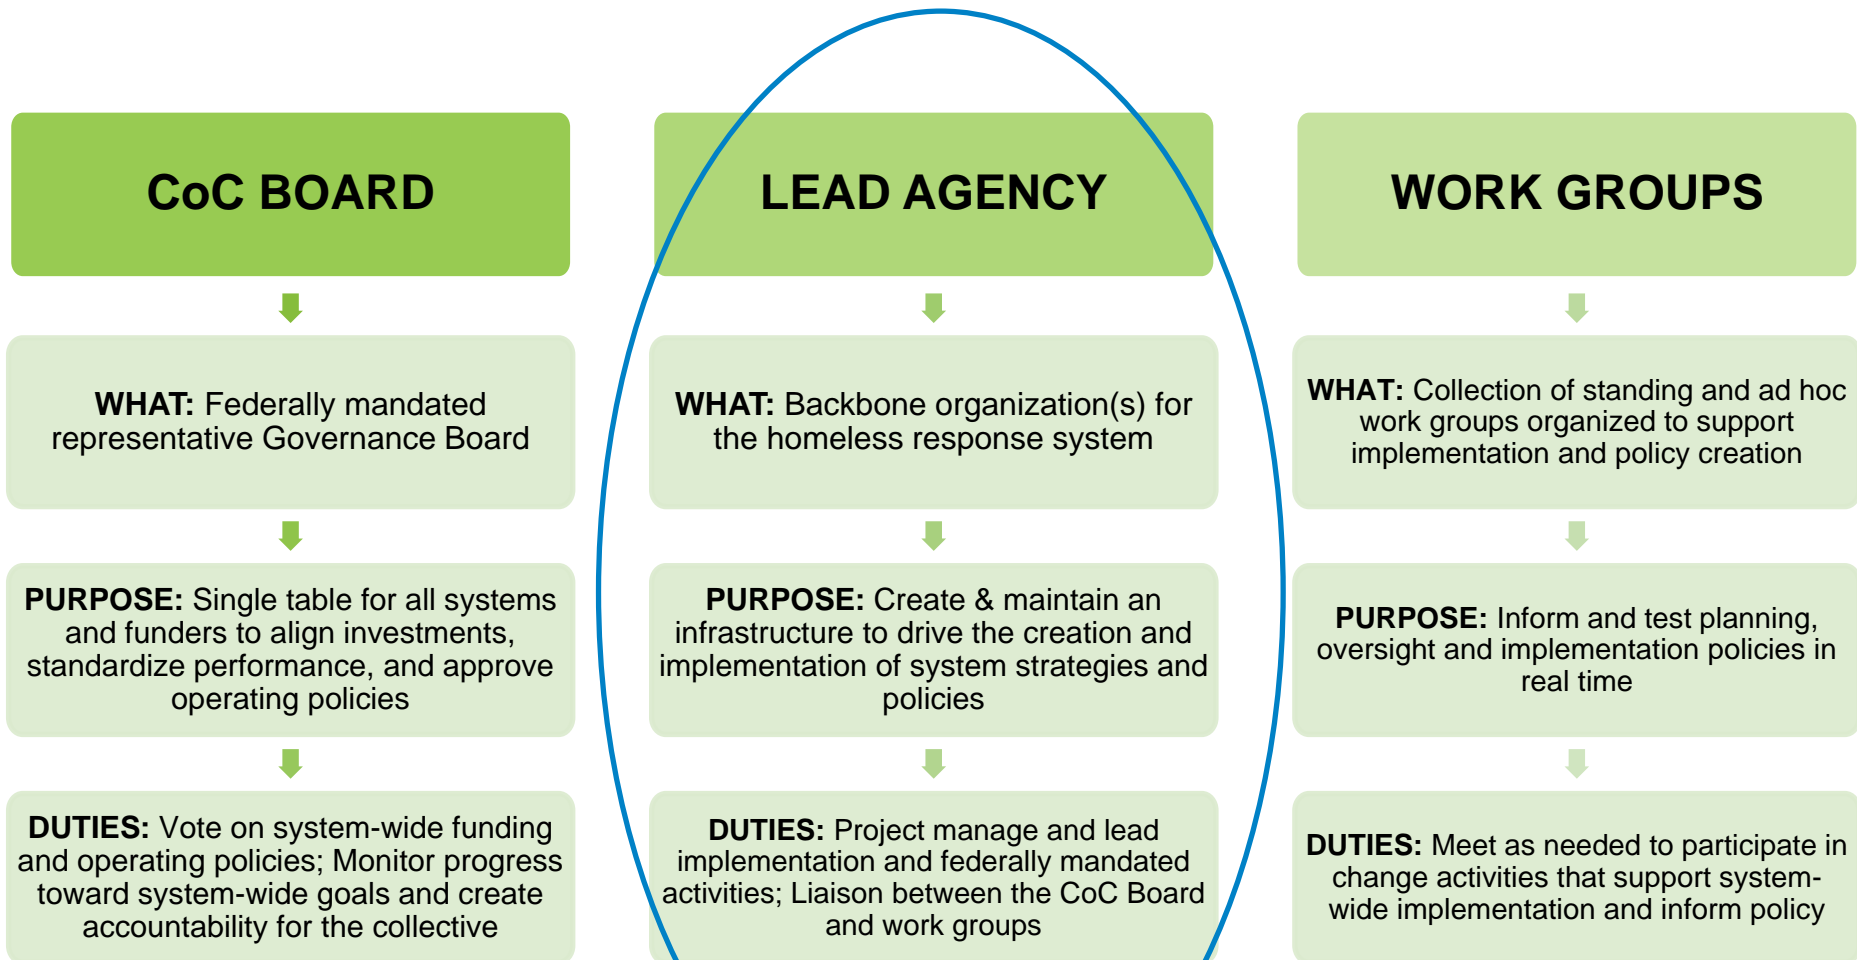 CoC BOARD
WHAT: Federally mandated
representative Governance Board
PURPOSE: Single table for all systems
and funders to align investments,
standardize performance, and approve
operating policies
DUTIES: Vote on system-wide funding
and operating policies; Monitor progress
toward system-wide goals and create
accountability for the collective
LEAD AGENCY
WHAT: Backbone organization(s) for
the homeless response system
PURPOSE: Create & maintain an
infrastructure to drive the creation and
implementation of system strategies and
policies
DUTIES: Project manage and lead
implementation and federally mandated
activities; Liaison between the CoC Board
and work groups
WORK GROUPS
WHAT: Collection of standing and ad hoc
work groups organized to support
implementation and policy creation
PURPOSE: Inform and test planning,
oversight and implementation policies in
real time
DUTIES: Meet as needed to participate in
change activities that support system-
wide implementation and inform policy